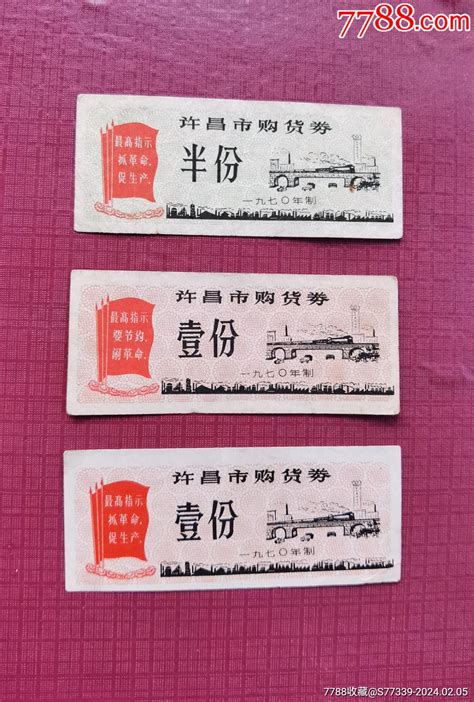 7788.com
许昌市购货券
最高指示
抓革命,
促生产.
半份
一九七〇年制
许昌市购货券
最高指示
要节约
闹革命.
壹份
一九七〇年制
许昌市购货券
最高指示
抓革命,
促生产.
壹份
一九七〇年制
7788收藏@S77339-2024.02.05